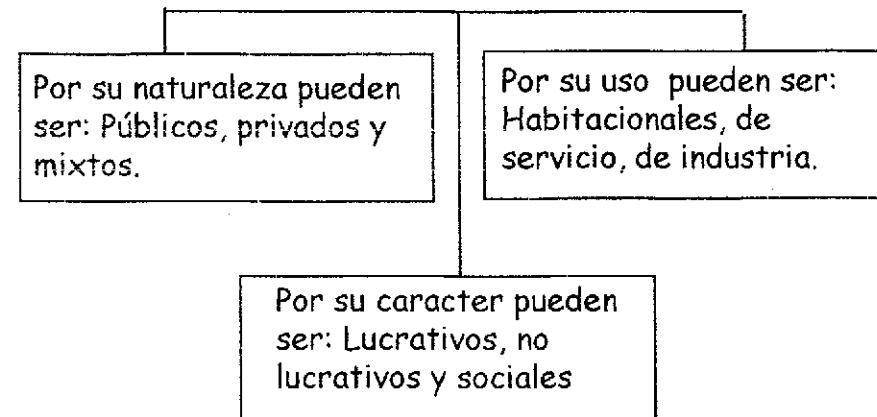 Por su naturaleza pueden
ser: Públicos, privados y
mixtos.
Por su uso pueden ser:
Habitacionales, de
servicio, de industria.
Por su caracter pueden
ser: Lucrativos, no
lucrativos y sociales